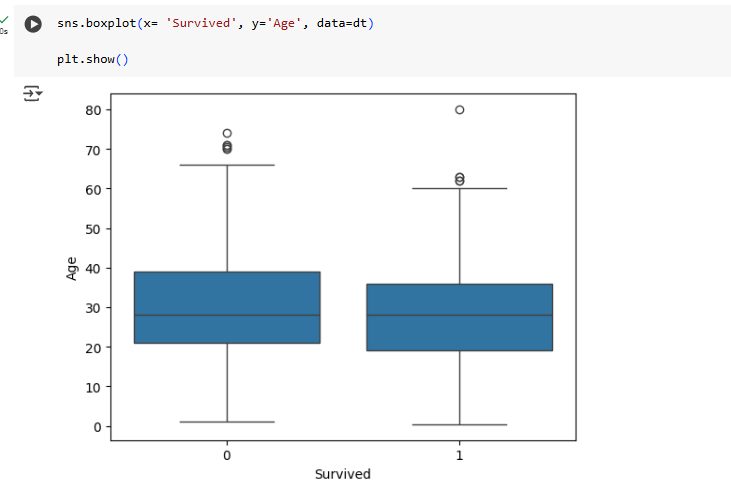 sns.boxplot(x= 'Survived', y='Age', data=dt)
0s
plt.show()
80
70
60
50
40
30
20
10
0
Age
0 1
Survived